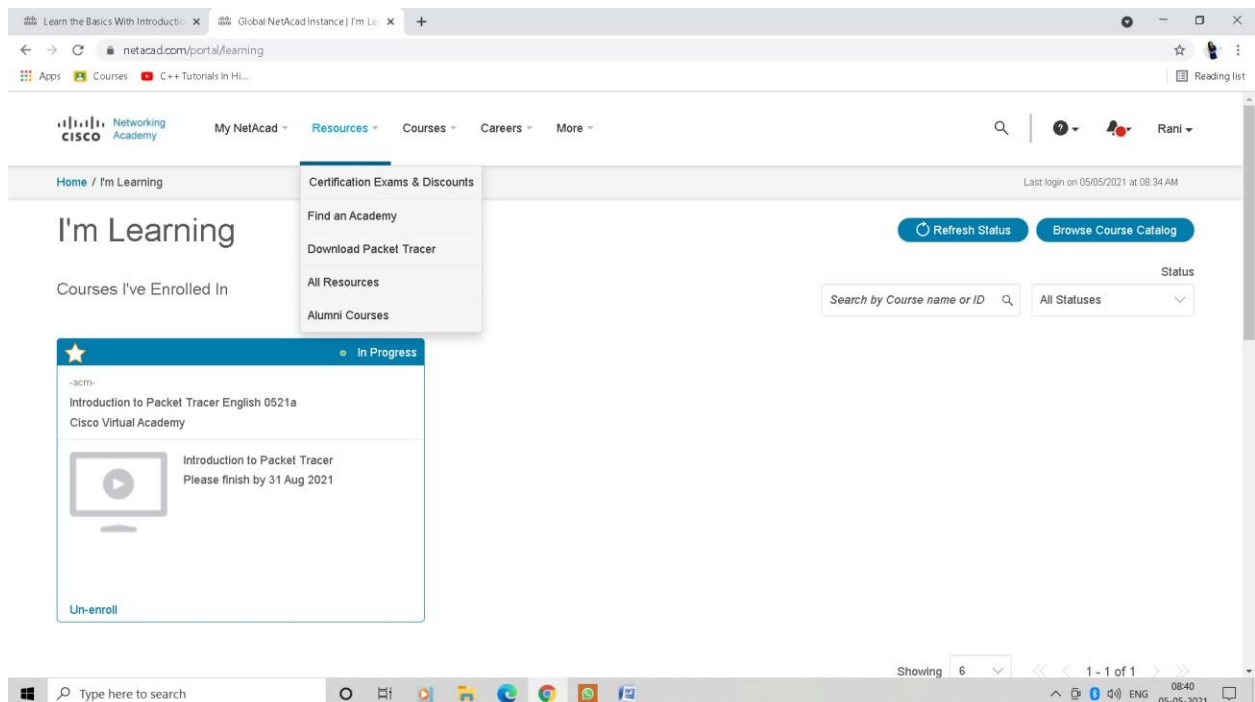 Learn the Basics With Introductio
Global NetAcad Instance | I'm Le
netacad.com/portal/learning
Apps Courses C++ Tutorials In Hi...
Reading list
CISCO Networking Academy
My NetAcad Resources Courses Careers More
Rani
Home / I'm Learning
Last login on 05/05/2021 at 08:34 AM
Certification Exams & Discounts
Find an Academy
Download Packet Tracer
All Resources
Alumni Courses
I'm Learning
Refresh Status
Browse Course Catalog
Courses I've Enrolled In
Status
Search by Course name or ID
All Statuses
In Progress
-acm-
Introduction to Packet Tracer English 0521a
Cisco Virtual Academy
Introduction to Packet Tracer
Please finish by 31 Aug 2021
Un-enroll
Showing 6 1 - 1 of 1
Type here to search
ENG
08:40
05-05-2021